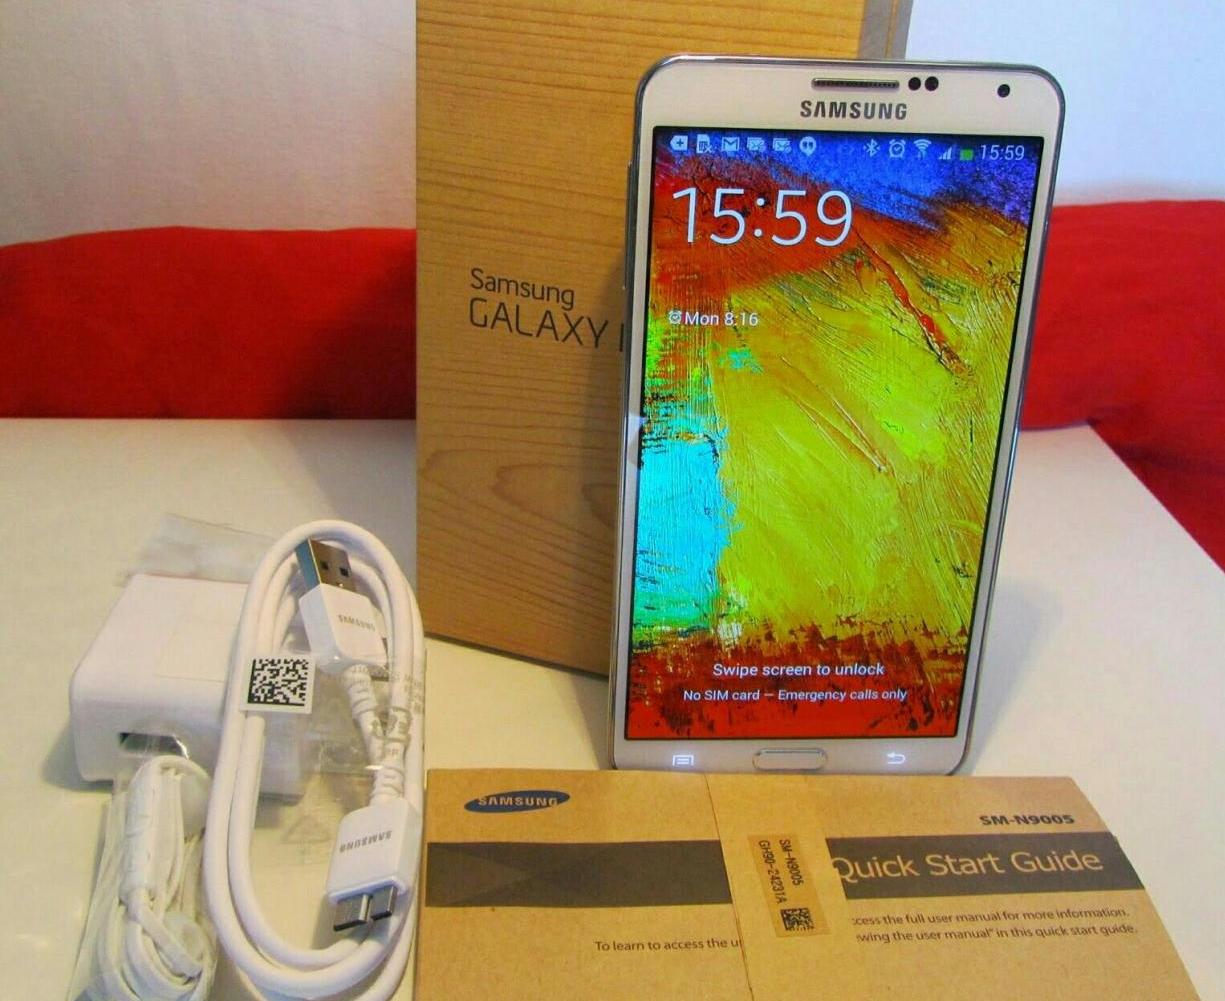 SAMSUNG
15:59
15:59
Mon 8:16
Samsung
GALAXY
Swipe screen to unlock
No SIM card — Emergency calls only
SAMSUNG
SAMSUNG
SAMSUNG
SM-N9005
Quick Start Guide
SM-N9005
GH90-24231A
To learn to access the
cess the full user manual for more information.
wing the user manual" in this quick start guide.